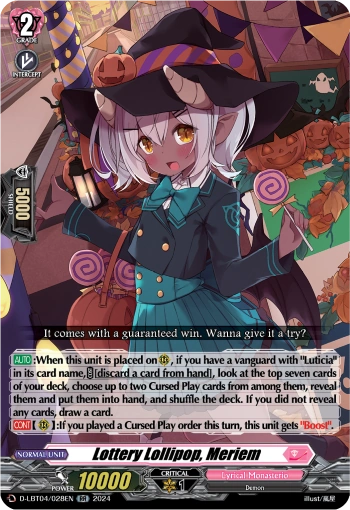 2
GRADE
INTERCEPT
5000
SHIELD
It comes with a guaranteed win. Wanna give it a try?
AUTO :When this unit is placed on (R), if you have a vanguard with "Luticia"
in its card name, [discard a card from hand], look at the top seven cards
of your deck, choose up to two Cursed Play cards from among them, reveal
them and put them into hand, and shuffle the deck. If you did not reveal
any cards, draw a card.
CONT :If you played a Cursed Play order this turn, this unit gets "Boost".
NORMAL UNIT
Lottery Lollipop, Meriem
POWER 10000
CRITICAL
1
Lyrical Monasterio
Demon
D-LBT04/028EN RR 2024
illust/風屋